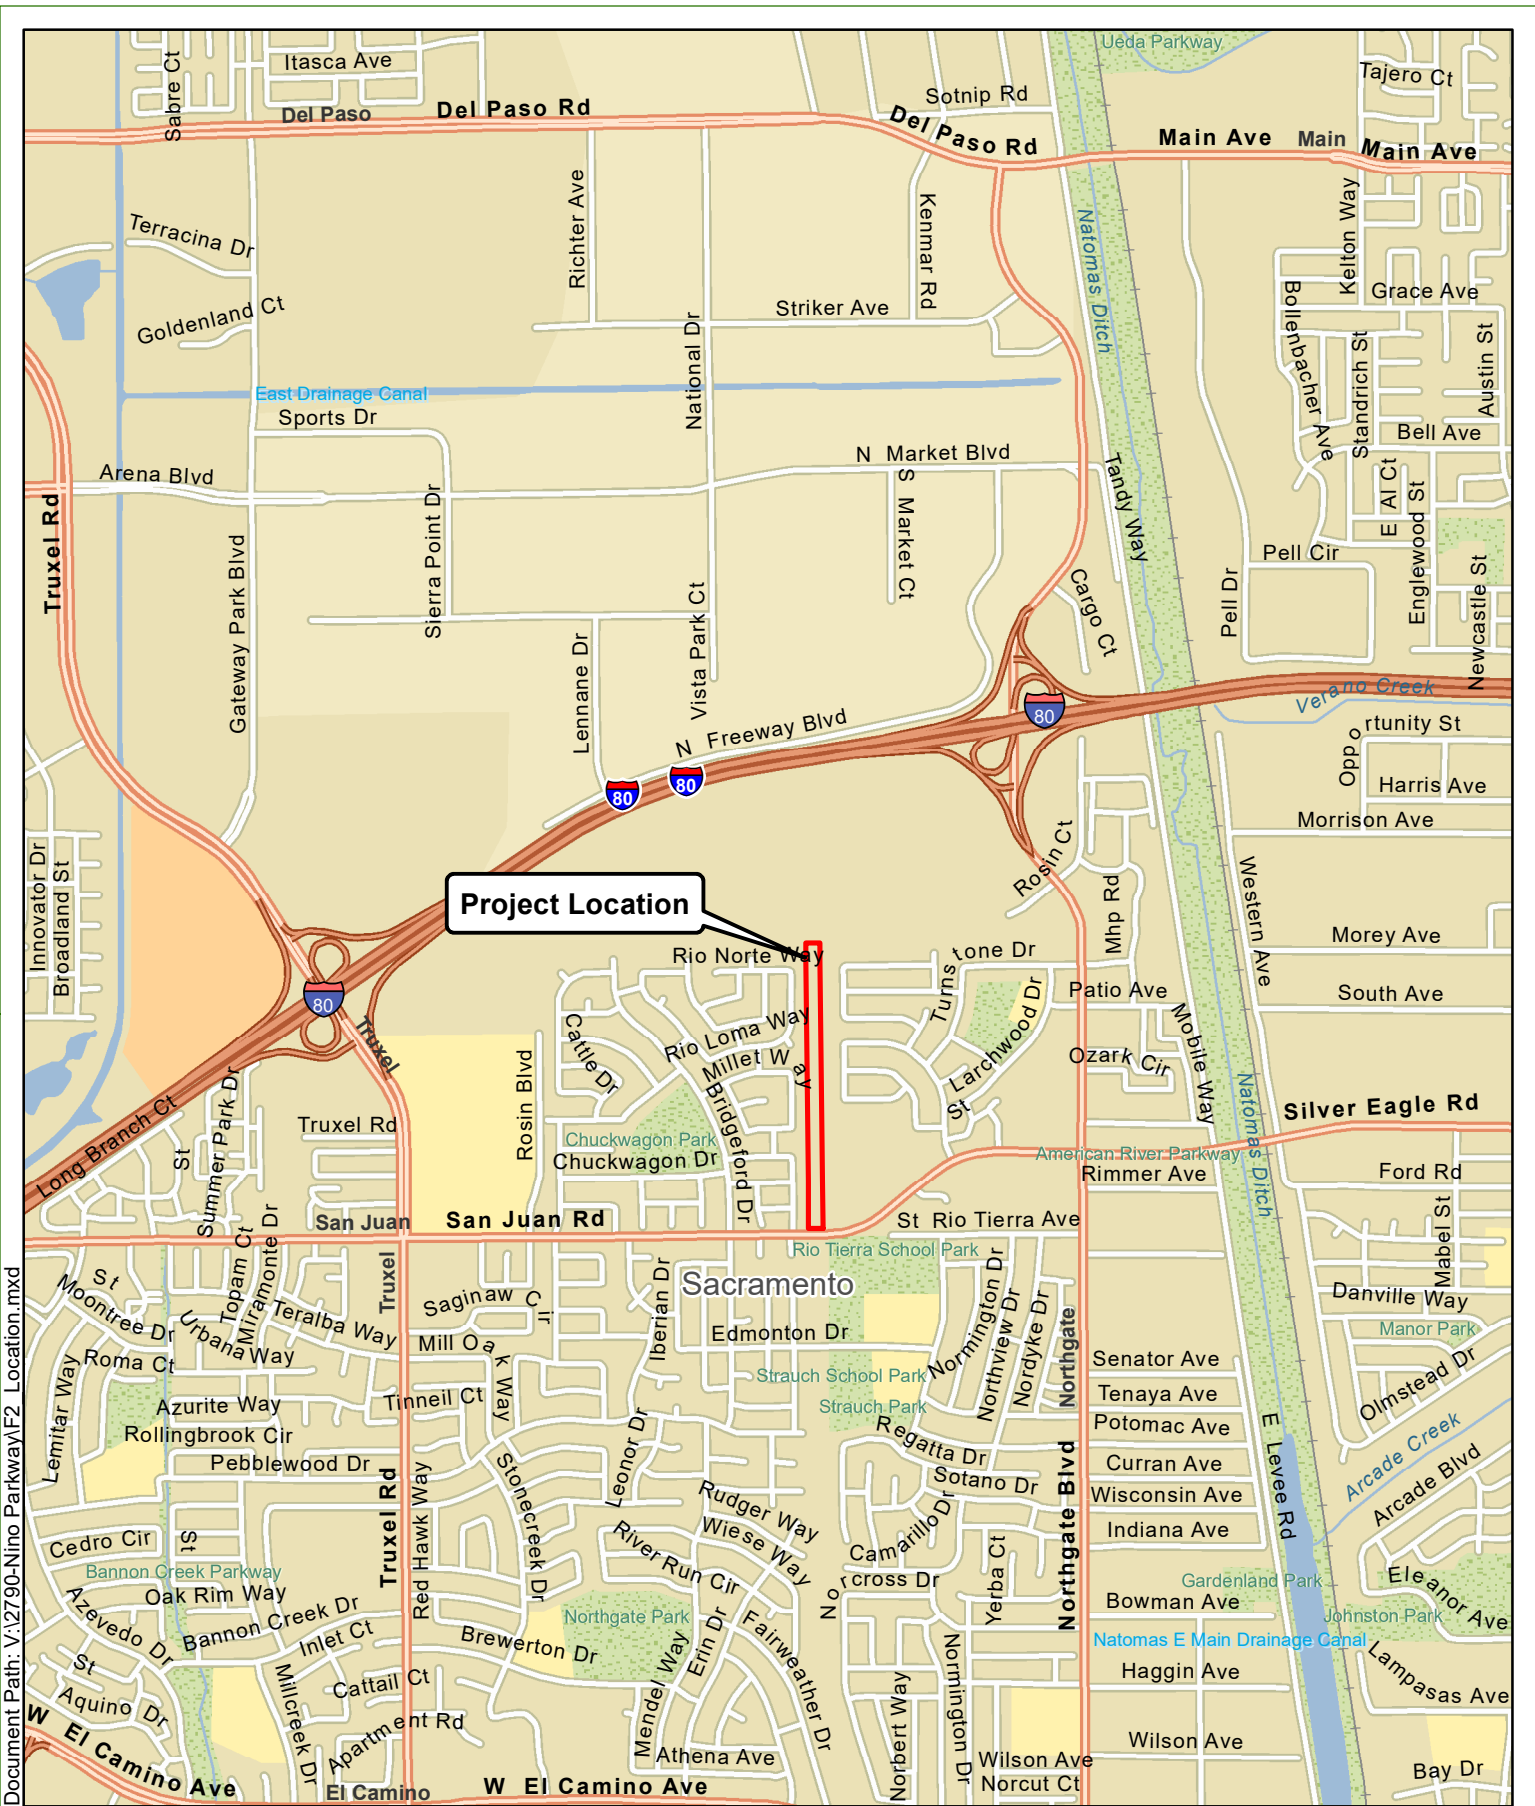 Ueda Parkway
Itasca Ave
Sabre Ct
Tajero Ct
Sotnip Rd
Del Paso
Del Paso Rd
Del Paso Rd
Main Ave
Main
Main Ave
Terracina Dr
Richter Ave
Kenmar Rd
Natomas Ditch
Kelton Way
Goldenland Ct
Striker Ave
Grace Ave
Bollenbacher Ave
National Dr
Standrich St
Austin St
East Drainage Canal
Sports Dr
Bell Ave
N Market Blvd
Arena Blvd
S Market Ct
Tandy Way
E Al Ct
Truxel Rd
Sierra Point Dr
Englewood St
Pell Cir
Gateway Park Blvd
Cargo Ct
Pell Dr
Newcastle St
Lennane Dr
Vista Park Ct
Verano Creek
80
N Freeway Blvd
Opportunity St
80
80
Harris Ave
Morrison Ave
Innovator Dr
Broadland St
Rosin Ct
Mhp Rd
Western Ave
Project Location
Morey Ave
Rio Norte Way
Turnstone Dr
80
Patio Ave
South Ave
Truxel
Cattle Dr
Rio Loma Way
Millet Way
Larchwood Dr
St
Ozark Cir
Mobile Way
Natomas Ditch
Rosin Blvd
Bridgeford Dr
Silver Eagle Rd
Long Branch Ct
St
Summer Park Dr
Truxel Rd
Chuckwagon Park
Chuckwagon Dr
American River Parkway
Rimmer Ave
Ford Rd
San Juan
San Juan Rd
St Rio Tierra Ave
Mabel St
Topam Ct
Miramonte Dr
Rio Tierra School Park
Sacramento
St
Moontree Dr
Truxel
Saginaw Cir
Iberian Dr
Normington Dr
Northview Dr
Nordyke Dr
Northgate
Danville Way
Manor Park
Urbana Way
Teralba Way
Mill Oak Way
Edmonton Dr
Roma Ct
Senator Ave
Olmstead Dr
Lemitar Way
Azurite Way
Tinneil Ct
Strauch School Park
Tenaya Ave
Strauch Park
Rollingbrook Cir
Regatta Dr
Potomac Ave
E Levee Rd
Arcade Creek
Pebblewood Dr
Leonor Dr
Sotano Dr
Curran Ave
Arcade Blvd
Truxel Rd
Red Hawk Way
Stonecreek Dr
Rudger Way
Camarillo Dr
Northgate Blvd
Wisconsin Ave
Cedro Cir
St
River Run Cir
Wiese Way
Indiana Ave
Bannon Creek Parkway
Norcross Dr
Yerba Ct
Gardenland Park
Eleanor Ave
Oak Rim Way
Azevedo Dr
Bannon Creek Dr
Northgate Park
Bowman Ave
Johnston Park
Inlet Ct
Brewerton Dr
Mendel Way
Erin Dr
Fairweather Dr
Natomas E Main Drainage Canal
St
Millcreek Dr
Cattail Ct
Normington Dr
Haggin Ave
Lampasas Ave
Aquino Dr
Apartment Rd
Norbert Way
W El Camino Ave
Athena Ave
Wilson Ave
Wilson Ave
Norcut Ct
Bay Dr
El Camino
W El Camino Ave
Document Path: V:\2790-Nino Parkway\F2 Location.mxd